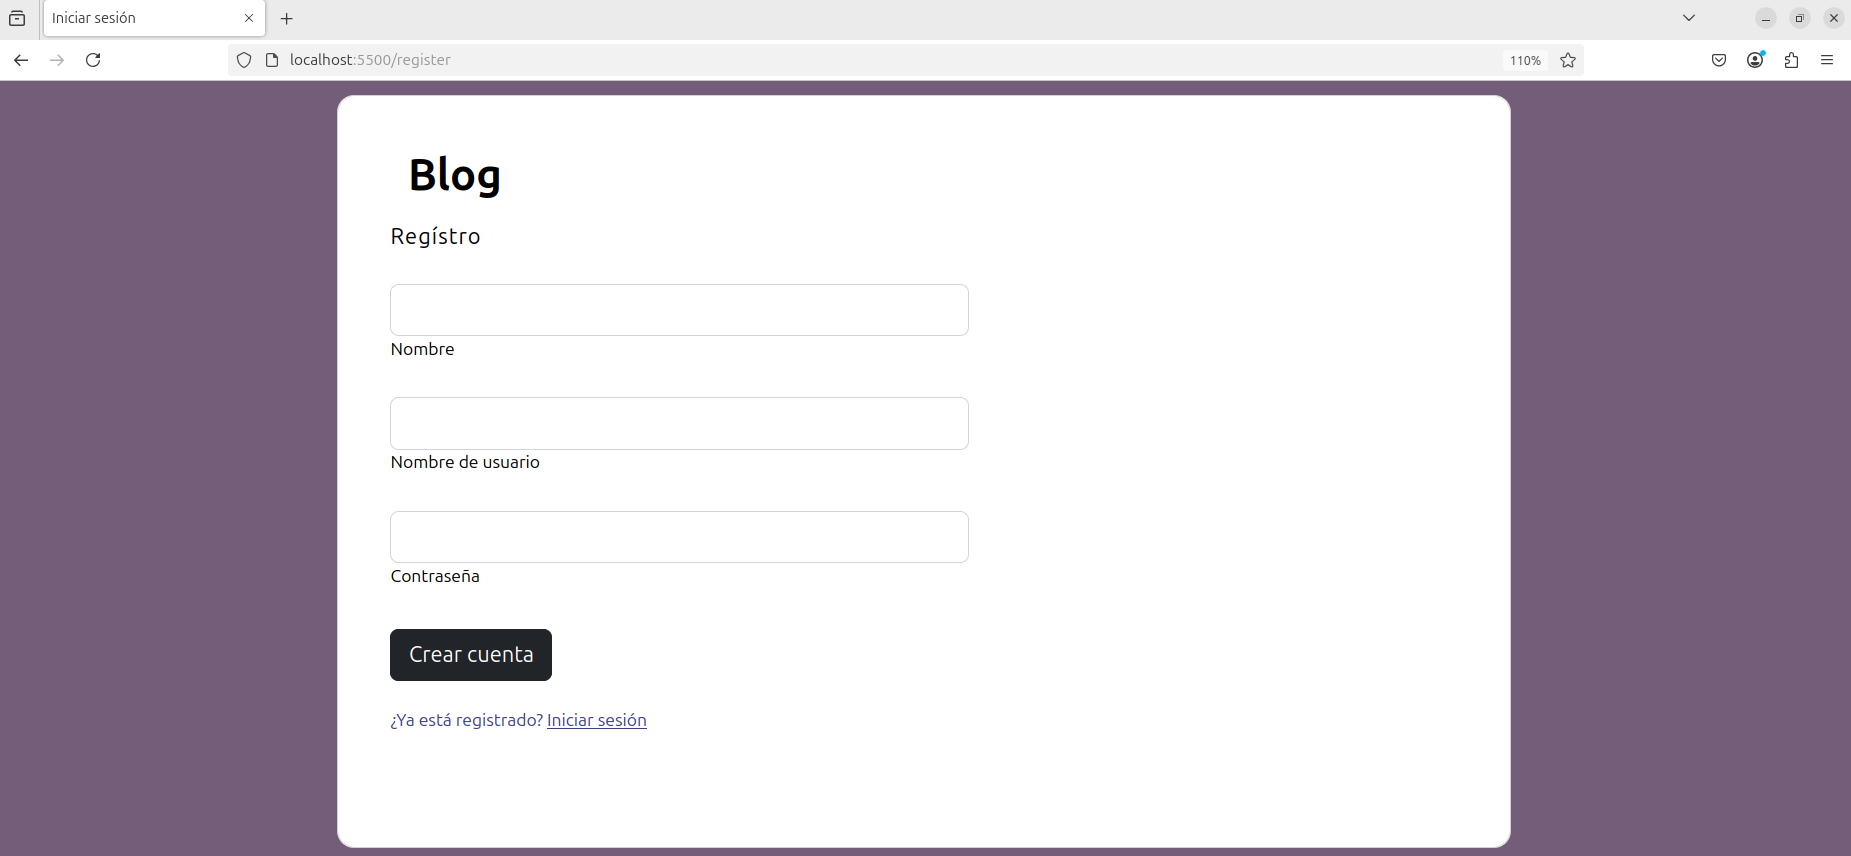 Iniciar sesión
localhost:5500/register
110%
Blog
Regístro
Nombre
Nombre de usuario
Contraseña
Crear cuenta
¿Ya está registrado? Iniciar sesión